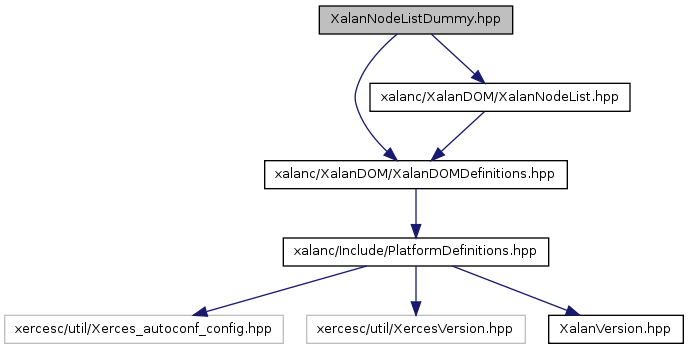 XalanNodeListDummy.hpp
xalanc/XalanDOM/XalanNodeList.hpp
xalanc/XalanDOM/XalanDOMDefinitions.hpp
xalanc/Include/PlatformDefinitions.hpp
xercesc/util/Xerces_autoconf_config.hpp
xercesc/util/XercesVersion.hpp
XalanVersion.hpp